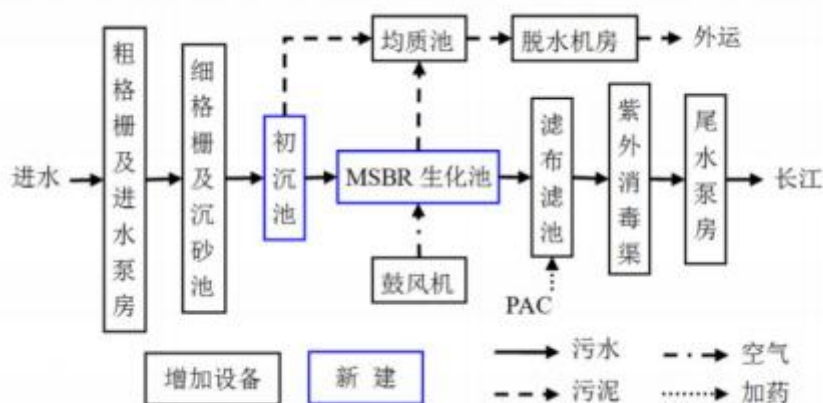 均质池
脱水机房
外运
进水
粗格栅及进水泵房
细格栅及沉砂池
初沉池
MSBR 生化池
滤布滤池
紫外消毒渠
尾水泵房
长江
鼓风机
PAC
增加设备
新 建
污水
空气
污泥
加药